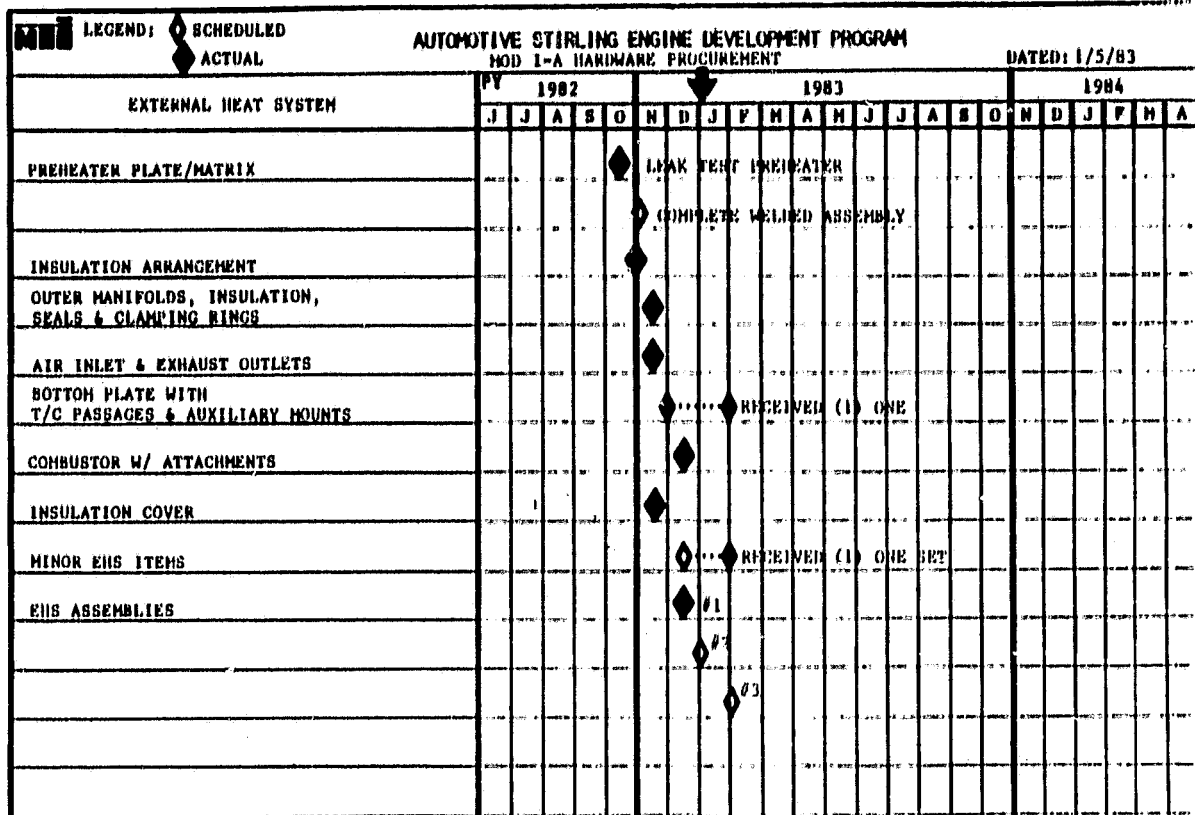 MTI LEGEND: SCHEDULED
ACTUAL
AUTOMOTIVE STIRLING ENGINE DEVELOPMENT PROGRAM
MOD I-A HARDWARE PROCUREMENT
DATED: 1/5/83
EXTERNAL HEAT SYSTEM
FY 1982 1983 1984
J J A S O N D J F M A M J J A S O N D J F M A
PREHEATER PLATE/MATRIX LEAK TEST PREHEATER
COMPLETE WELDED ASSEMBLY
INSULATION ARRANGEMENT
OUTER MANIFOLDS, INSULATION,
SEALS & CLAMPING RINGS
AIR INLET & EXHAUST OUTLETS
BOTTOM PLATE WITH
T/C PASSAGES & AUXILIARY MOUNTS RECEIVED (1) ONE
COMBUSTOR W/ ATTACHMENTS
INSULATION COVER
MINOR EHS ITEMS RECEIVED (1) ONE SET
EHS ASSEMBLIES #1
#2
#3